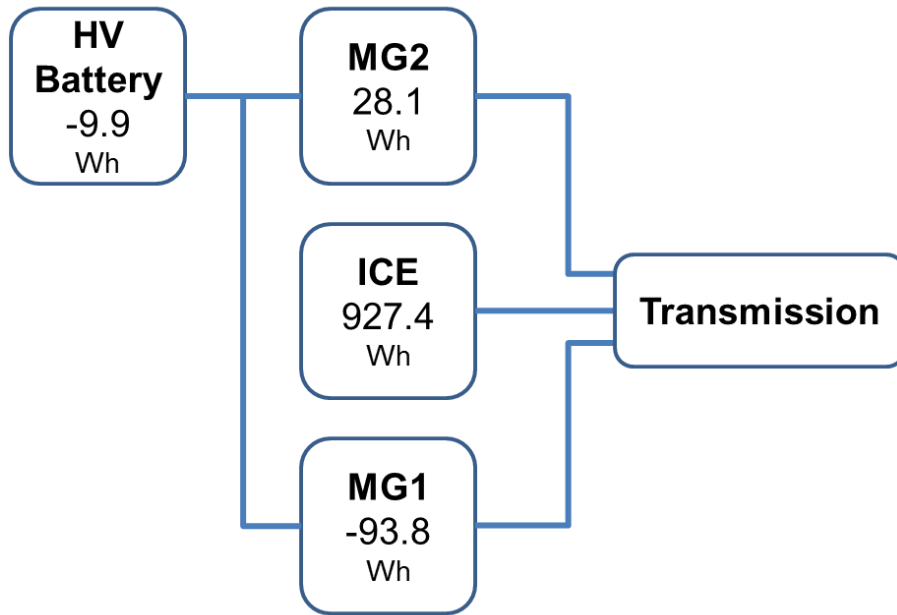 HV
Battery
-9.9
Wh
MG2
28.1
Wh
ICE
927.4
Wh
Transmission
MG1
-93.8
Wh